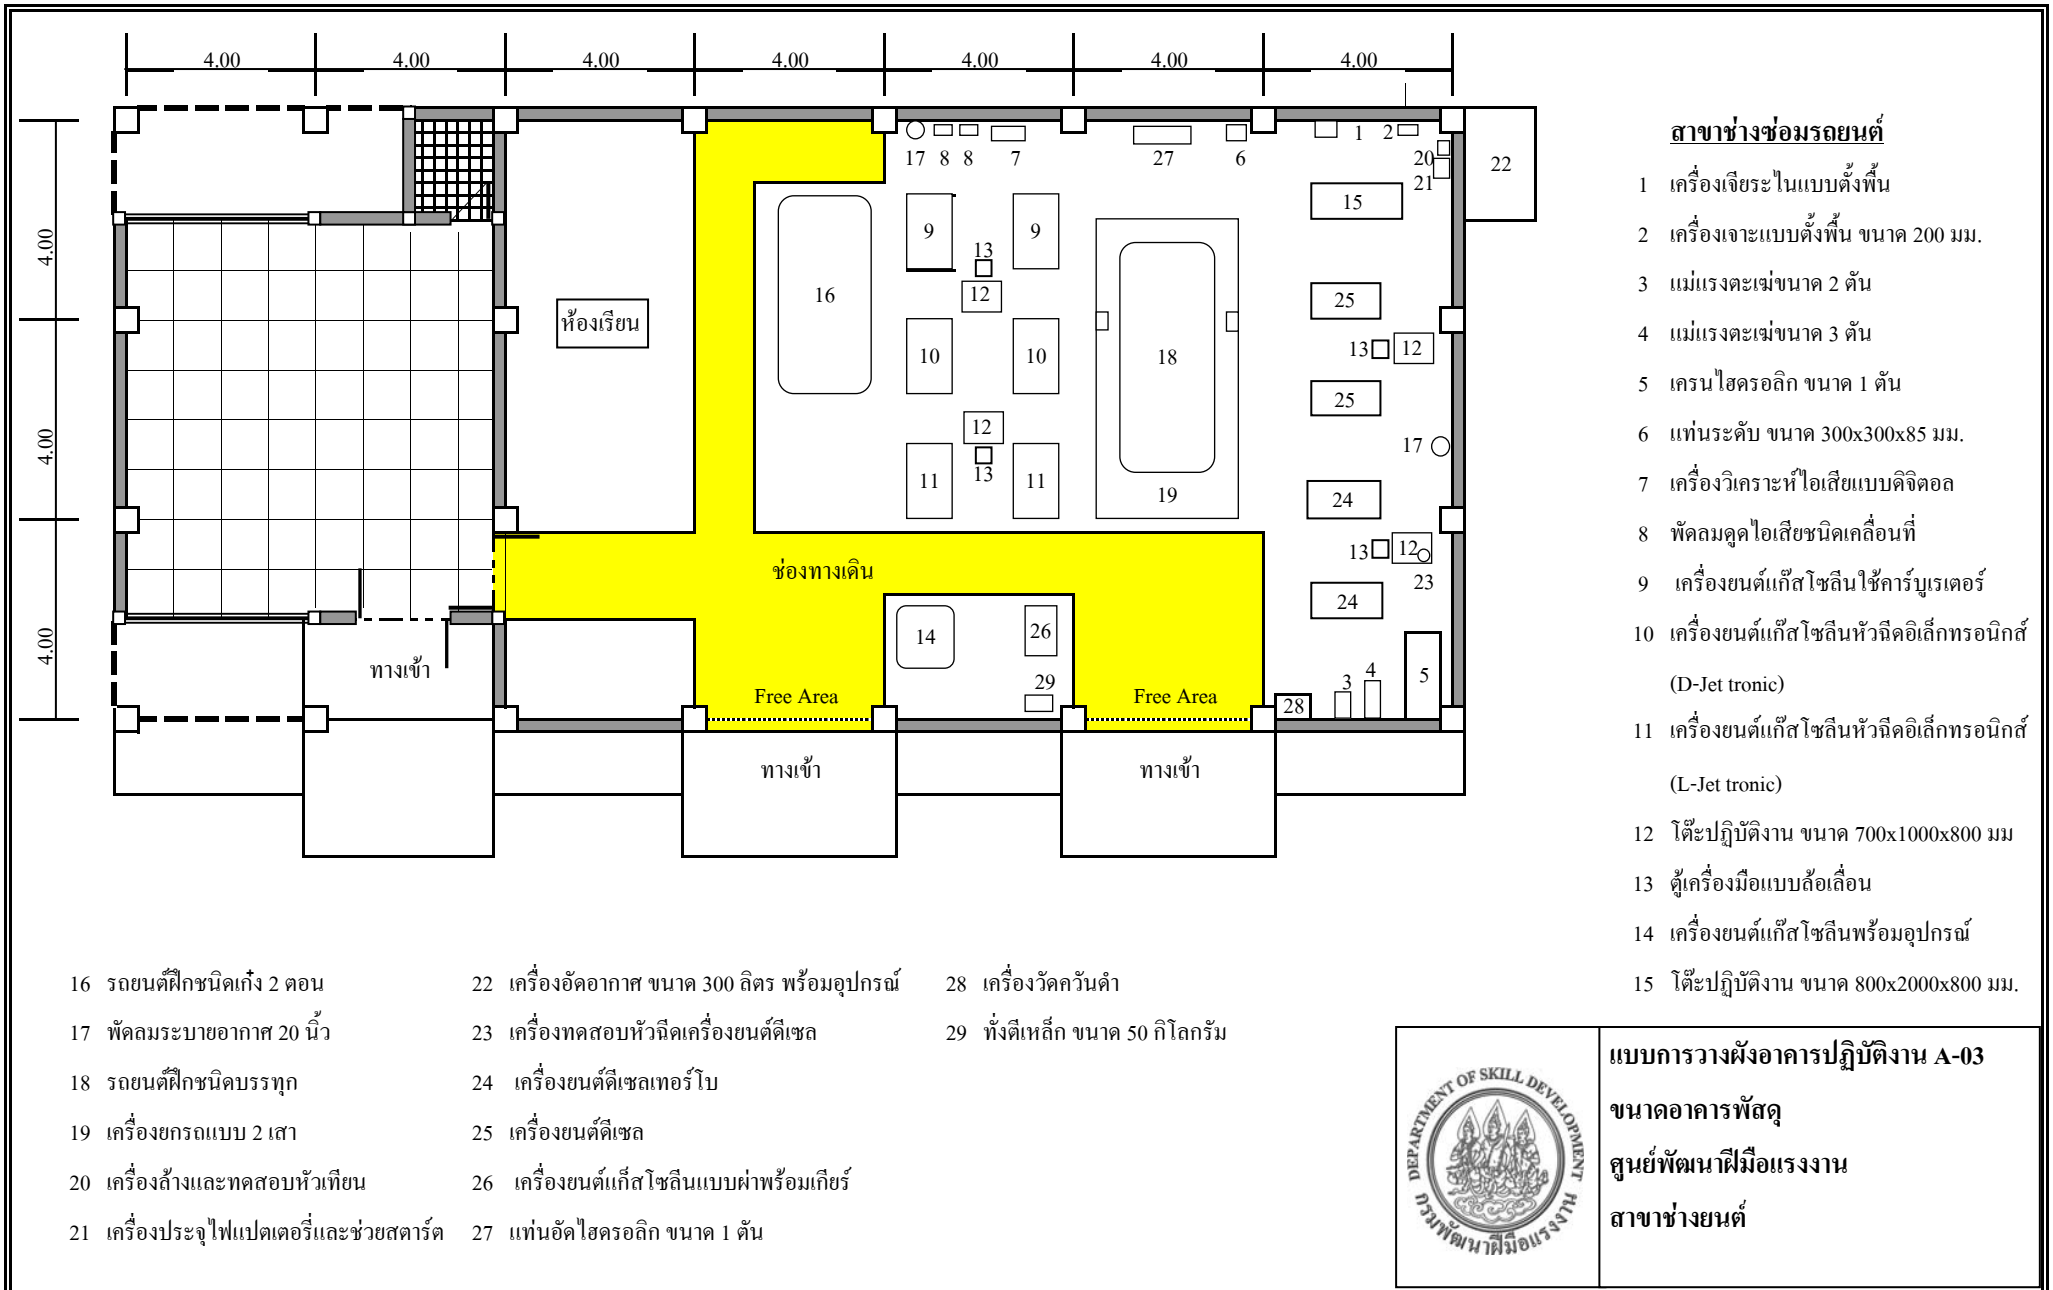 4.00 4.00 4.00 4.00 4.00 4.00 4.00
4.00
4.00
4.00
17 8 8 7 27 6 1 2
20
21
22
15
9 9
13
12
16
25
ห้องเรียน
10 10
18
13 12
25
12
13
17
11 11
19
24
13 12
23
ช่องทางเดิน
24
14 26
ทางเข้า
29
3 4 5
28
Free Area Free Area
ทางเข้า ทางเข้า
สาขาช่างซ่อมรถยนต์
1 เครื่องเจียระไนแบบตั้งพื้น
2 เครื่องเจาะแบบตั้งพื้น ขนาด 200 มม.
3 แม่แรงตะเฆ่ขนาด 2 ตัน
4 แม่แรงตะเฆ่ขนาด 3 ตัน
5 เครนไฮดรอลิก ขนาด 1 ตัน
6 แท่นระดับ ขนาด 300x300x85 มม.
7 เครื่องวิเคราะห์ไอเสียแบบดิจิตอล
8 พัดลมดูดไอเสียชนิดเคลื่อนที่
9 เครื่องยนต์แก๊สโซลีนใช้คาร์บูเรเตอร์
10 เครื่องยนต์แก๊สโซลีนหัวฉีดอิเล็กทรอนิกส์
(D-Jet tronic)
11 เครื่องยนต์แก๊สโซลีนหัวฉีดอิเล็กทรอนิกส์
(L-Jet tronic)
12 โต๊ะปฏิบัติงาน ขนาด 700x1000x800 มม
13 ตู้เครื่องมือแบบล้อเลื่อน
14 เครื่องยนต์แก๊สโซลีนพร้อมอุปกรณ์
15 โต๊ะปฏิบัติงาน ขนาด 800x2000x800 มม.
16 รถยนต์ฝึกชนิดเก๋ง 2 ตอน
17 พัดลมระบายอากาศ 20 นิ้ว
18 รถยนต์ฝึกชนิดบรรทุก
19 เครื่องยกรถแบบ 2 เสา
20 เครื่องล้างและทดสอบหัวเทียน
21 เครื่องประจุไฟแปตเตอรี่และช่วยสตาร์ต
22 เครื่องอัดอากาศ ขนาด 300 ลิตร พร้อมอุปกรณ์
23 เครื่องทดสอบหัวฉีดเครื่องยนต์ดีเซล
24 เครื่องยนต์ดีเซลเทอร์โบ
25 เครื่องยนต์ดีเซล
26 เครื่องยนต์แก็สโซลีนแบบผ่าพร้อมเกียร์
27 แท่นอัดไฮดรอลิก ขนาด 1 ตัน
28 เครื่องวัดควันดำ
29 ทั่งตีเหล็ก ขนาด 50 กิโลกรัม
DEPARTMENT OF SKILL DEVELOPMENT
กรมพัฒนาฝีมือแรงงาน
แบบการวางผังอาคารปฏิบัติงาน A-03
ขนาดอาคารพัสดุ
ศูนย์พัฒนาฝีมือแรงงาน
สาขาช่างยนต์